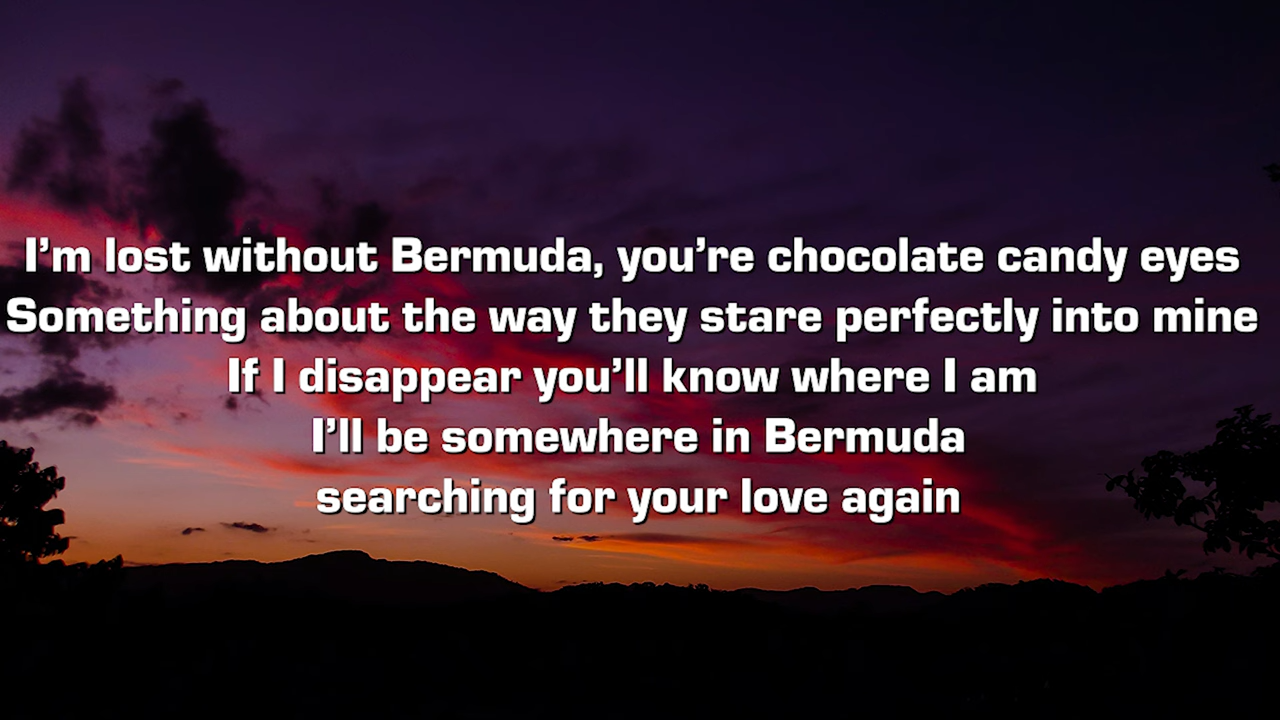 I’m lost without Bermuda, you’re chocolate candy eyes
Something about the way they stare perfectly into mine
If I disappear you’ll know where I am
I’ll be somewhere in Bermuda
searching for your love again